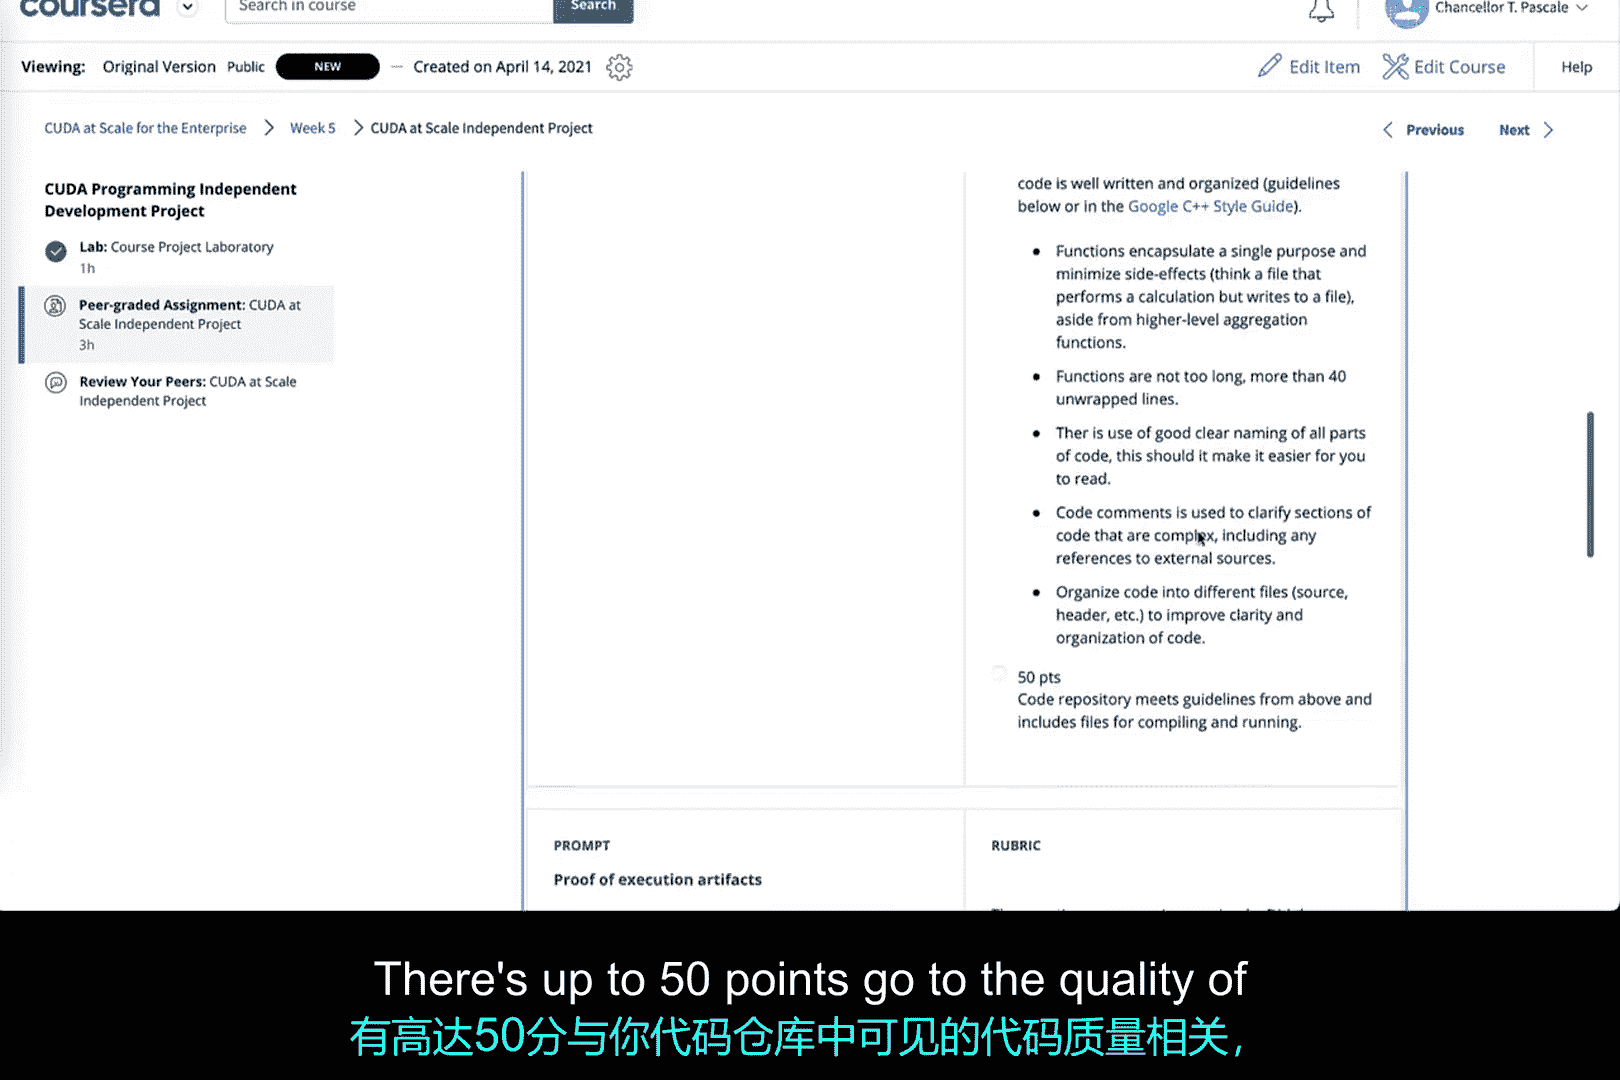 coursera
Search in course
Search
Chancellor T. Pascale
Viewing: Original Version Public NEW — Created on April 14, 2021
Edit Item
Edit Course
Help
CUDA at Scale for the Enterprise > Week 5 > CUDA at Scale Independent Project
Previous
Next
CUDA Programming Independent
Development Project
Lab: Course Project Laboratory
1h
Peer-graded Assignment: CUDA at
Scale Independent Project
3h
Review Your Peers: CUDA at Scale
Independent Project
code is well written and organized (guidelines
below or in the Google C++ Style Guide).
• Functions encapsulate a single purpose and
minimize side-effects (think a file that
performs a calculation but writes to a file),
aside from higher-level aggregation
functions.
• Functions are not too long, more than 40
unwrapped lines.
• Ther is use of good clear naming of all parts
of code, this should it make it easier for you
to read.
• Code comments is used to clarify sections of
code that are complex, including any
references to external sources.
• Organize code into different files (source,
header, etc.) to improve clarity and
organization of code.
50 pts
Code repository meets guidelines from above and
includes files for compiling and running.
PROMPT
Proof of execution artifacts
RUBRIC
There's up to 50 points go to the quality of
有高达50分与你代码仓库中可见的代码质量相关，